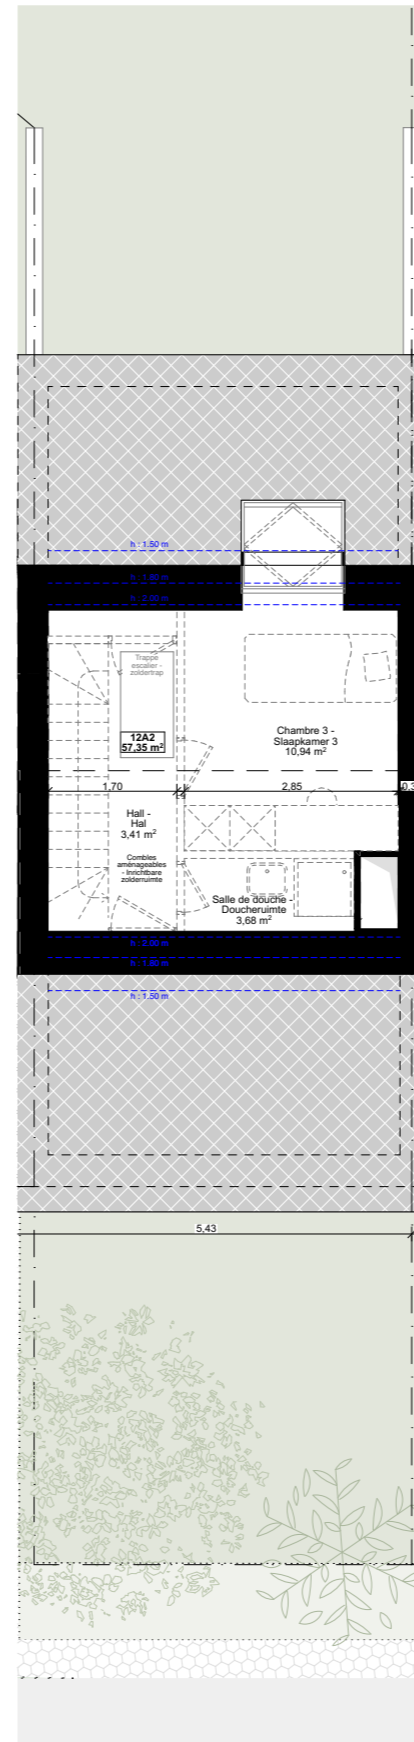 h : 1.50 m
h : 1.80 m
h : 2.00 m
Trappe
escalier -
zoldertrap
12A2
57,35 m²
Chambre 3 -
Slaapkamer 3
10,94 m²
1,70
2,85
0,3
Hall -
Hal
3,41 m²
Combles
aménageables
- Inrichtbare
zolderruimte
Salle de douche -
Doucheruimte
3,68 m²
h : 2.00 m
h : 1.80 m
h : 1.50 m
5,43